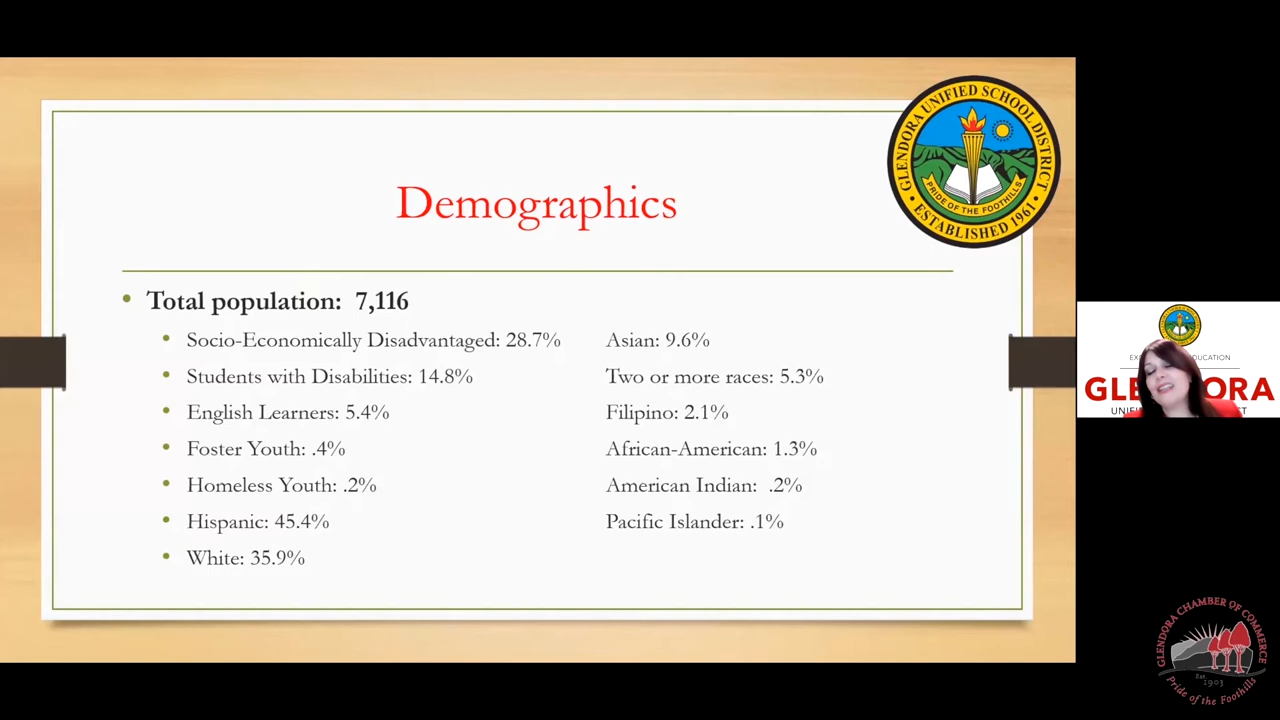 GLENDORA UNIFIED SCHOOL DISTRICT
PRIDE OF THE FOOTHILLS
• ESTABLISHED 1961 •
Demographics
• Total population: 7,116
• Socio-Economically Disadvantaged: 28.7%
• Students with Disabilities: 14.8%
• English Learners: 5.4%
• Foster Youth: .4%
• Homeless Youth: .2%
• Hispanic: 45.4%
• White: 35.9%
Asian: 9.6%
Two or more races: 5.3%
Filipino: 2.1%
African-American: 1.3%
American Indian: .2%
Pacific Islander: .1%
GLENDORA CHAMBER OF COMMERCE
Est.
1903
Pride of the Foothills